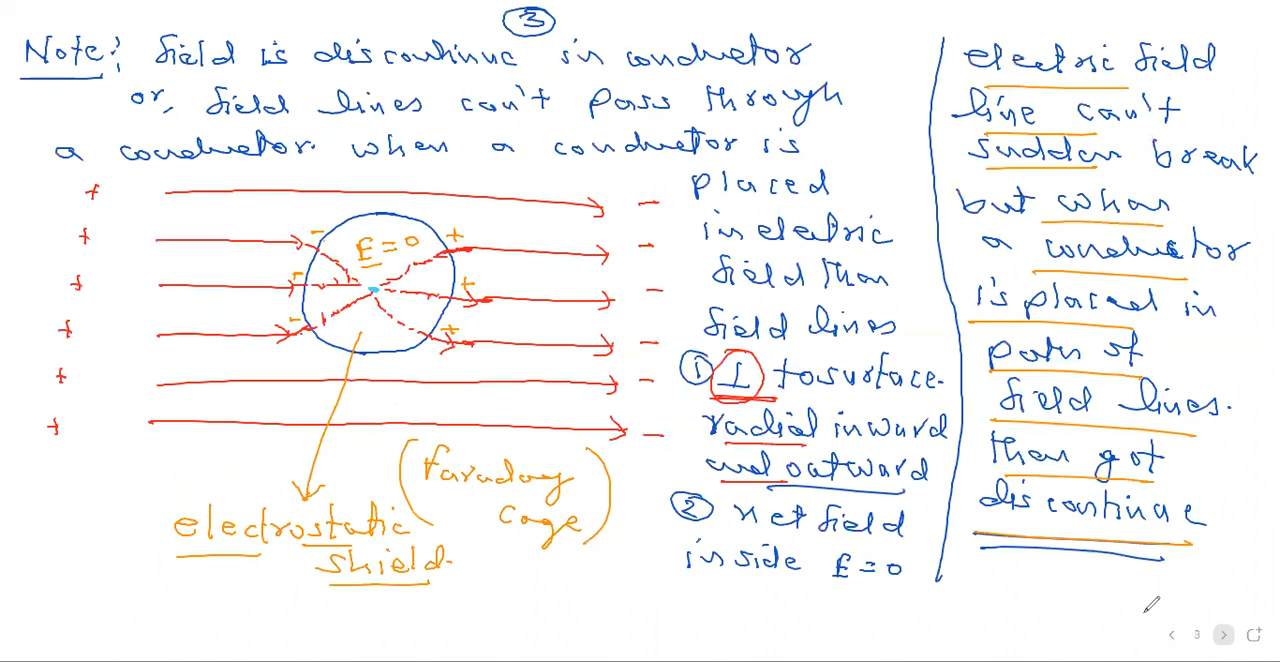 3
Note: field is discontinue in conductor
or, field lines can't pass through
a conductor. when a conductor is
placed
in electric
field than
field lines
① ⊥ to surface.
radial inward
and outward
② net field
inside E = 0
+ −
+ − + −
E = 0
+ − + −
+ − + −
+ −
+ −
electrostatic
shield.
(Faraday
cage)
electric field
line can't
sudden break
but when
a conductor
is placed in
path of
field lines.
then got
discontinue
3